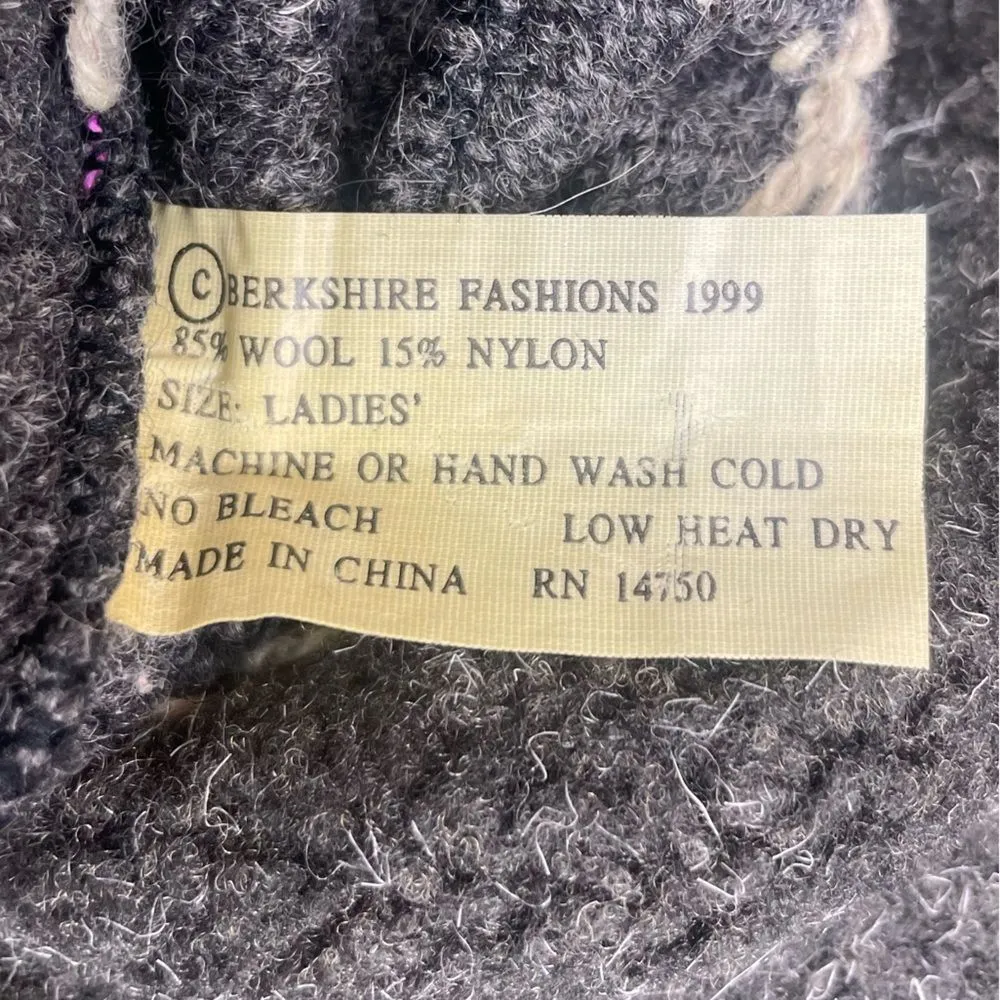 © BERKSHIRE FASHIONS 1999
85% WOOL 15% NYLON
SIZE: LADIES'
MACHINE OR HAND WASH COLD
NO BLEACH LOW HEAT DRY
MADE IN CHINA RN 14750